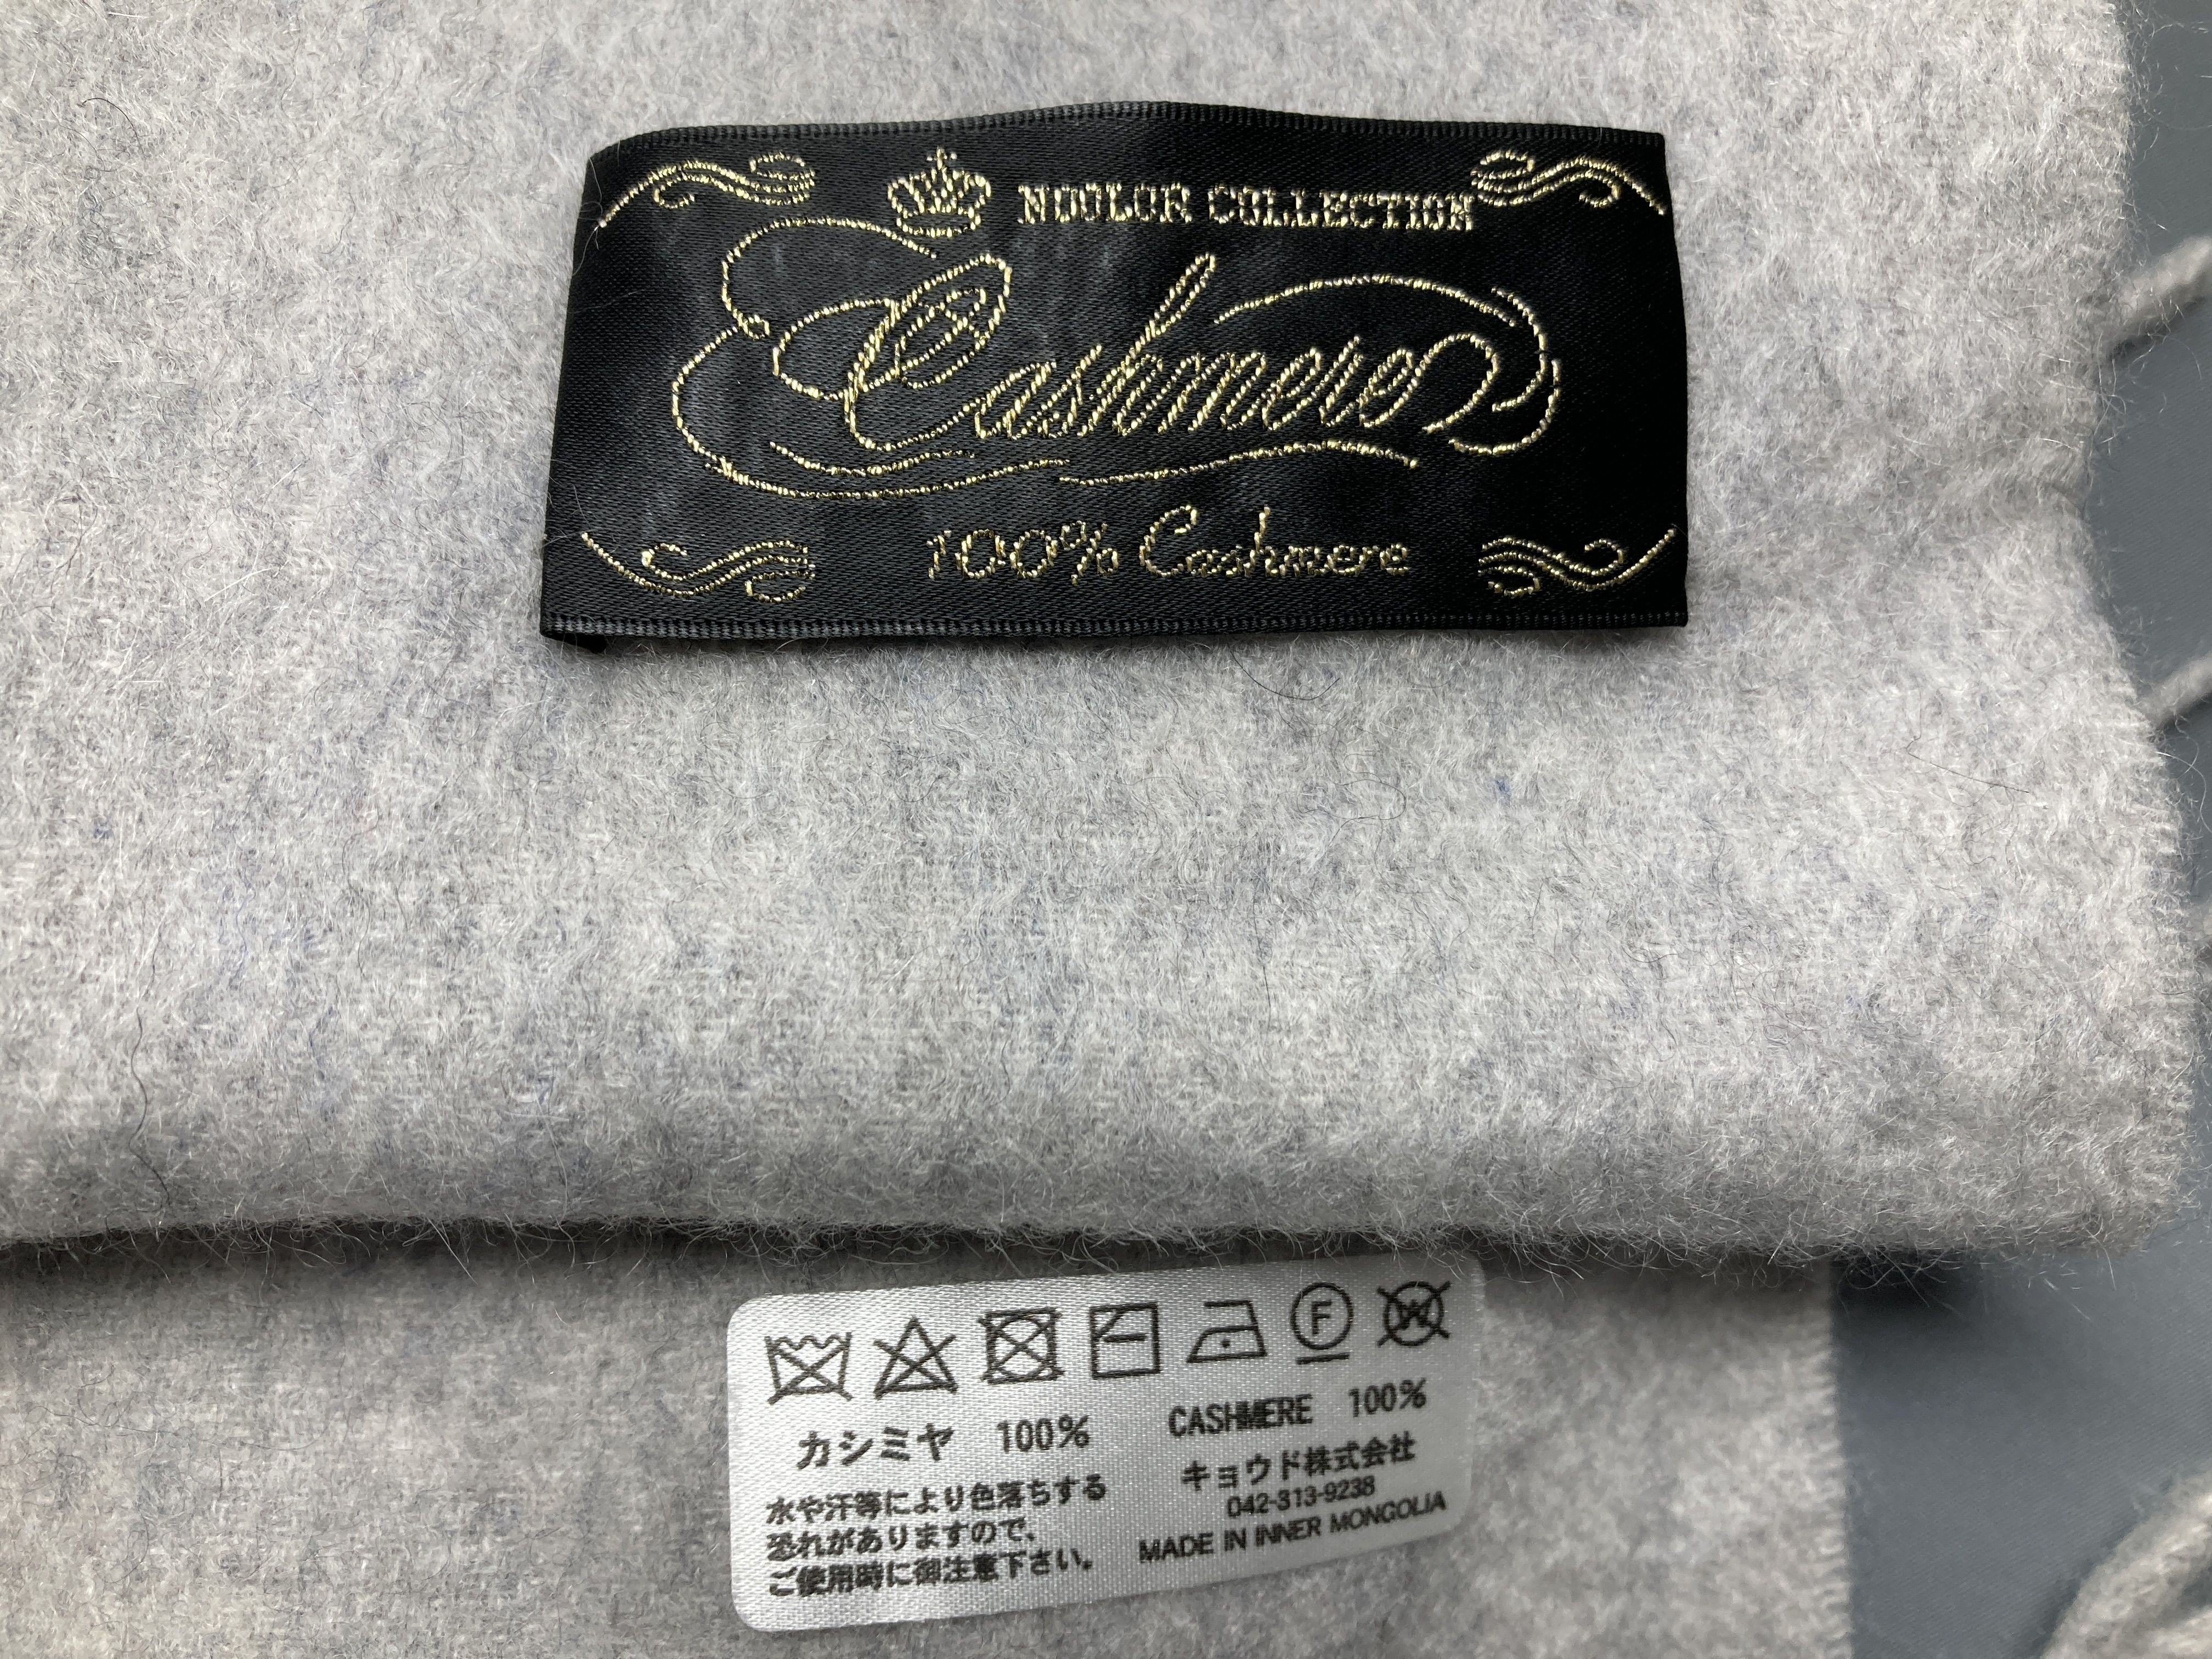 NUULUR COLLECTION
Cashmere
100% Cashmere
F W
カシミヤ 100%
水や汗等により色落ちする
恐れがありますので、
ご使用時に御注意下さい。
CASHMERE 100%
キョウド株式会社
042-313-9238
MADE IN INNER MONGOLIA